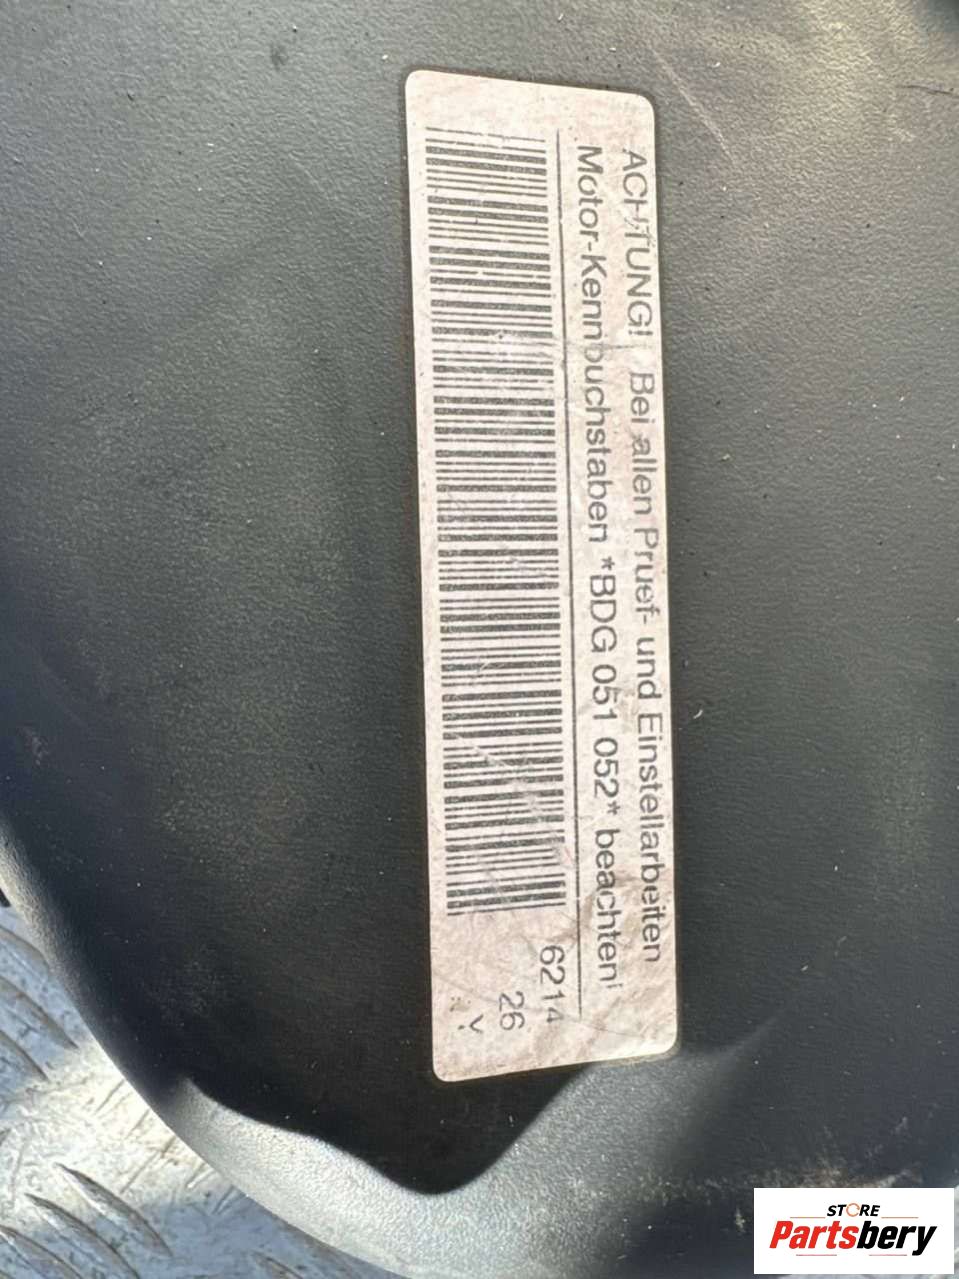 ACHTUNG! Bei allen Pruef- und Einstellarbeiten
Motor-Kennbuchstaben *BDG 051 052* beachten!
6214
26
STORE
Partsbery